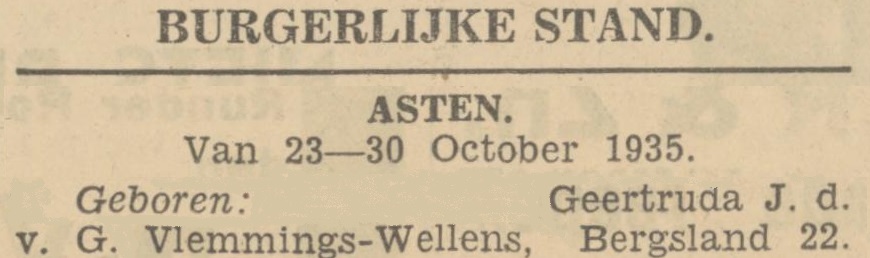 BURGERLIJKE STAND.
ASTEN.
Van 23—30 October 1935.
Geboren: Geertruda J. d.
v. G. Vlemmings-Wellens, Bergsland 22.